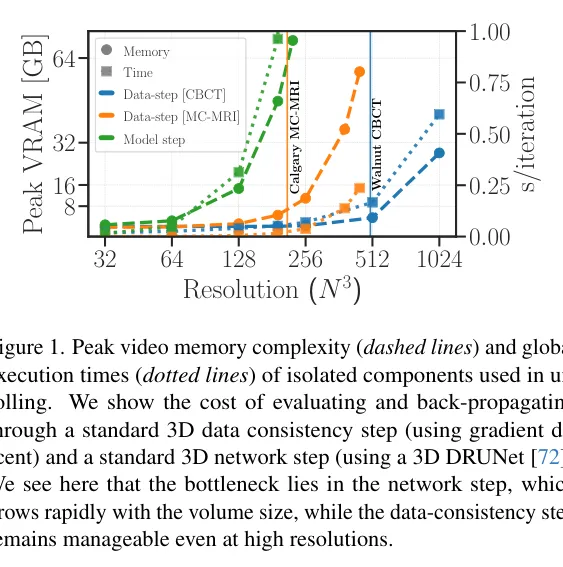 1.00
64
Memory
Time
Data-step [CBCT]
Data-step [MC-MRI]
Model step
0.75
0.50
32
0.25
16
8
0.00
Peak VRAM [GB]
s/iteration
Calgary MC-MRI
Walnut CBCT
32 64 128 256 512 1024
Resolution (N³)
igure 1. Peak video memory complexity (dashed lines) and globa
xecution times (dotted lines) of isolated components used in u
olling. We show the cost of evaluating and back-propagatin
hrough a standard 3D data consistency step (using gradient d
cent) and a standard 3D network step (using a 3D DRUNet [72]
We see here that the bottleneck lies in the network step, whic
rows rapidly with the volume size, while the data-consistency ste
emains manageable even at high resolutions.